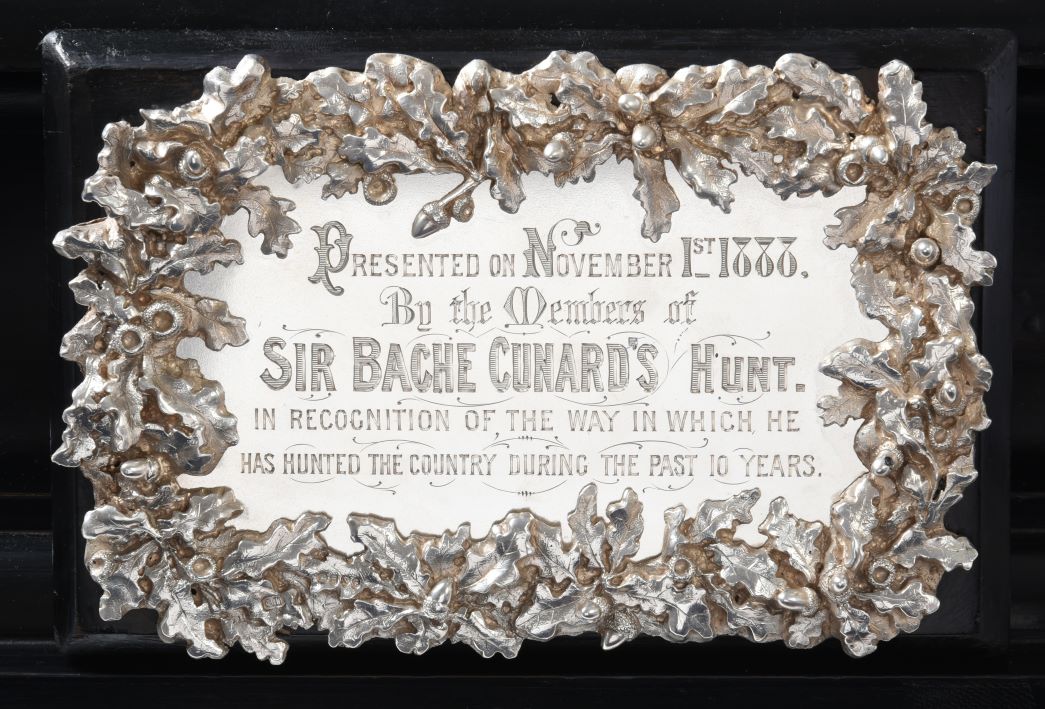 PRESENTED ON NOVEMBER 1ST 1888.
By the Members of
SIR BACHE CUNARD'S HUNT.
IN RECOGNITION OF, THE WAY IN WHICH, HE
HAS HUNTED THE COUNTRY DURING THE PAST 10 YEARS.